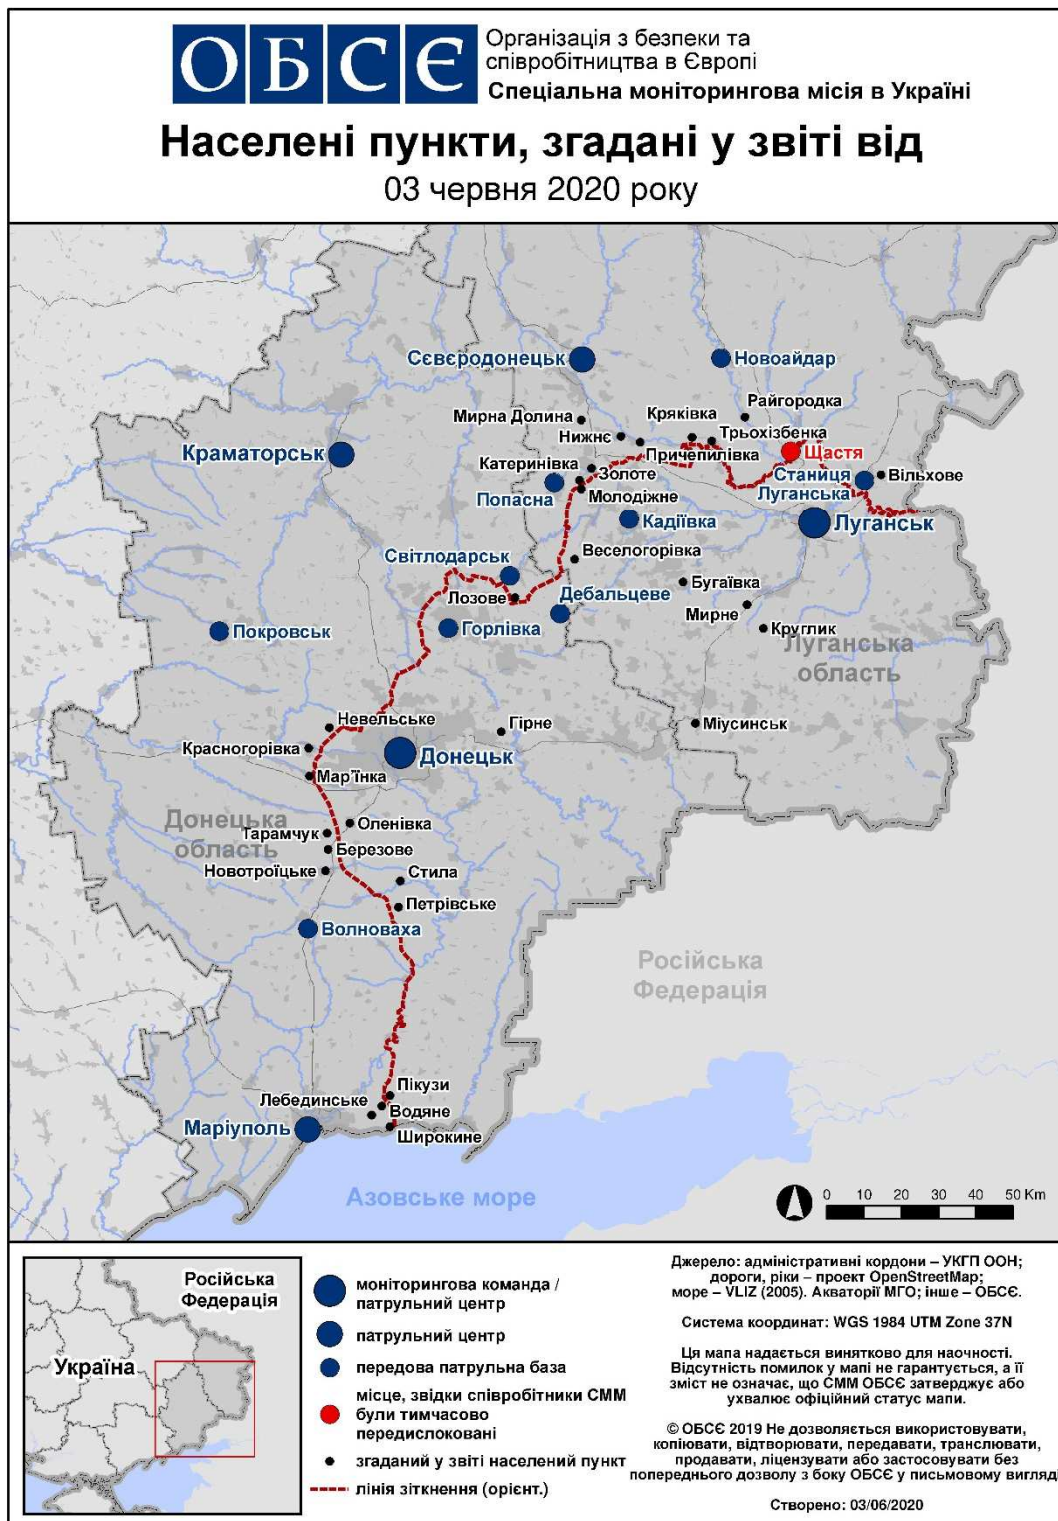 ОБСЄ
Організація з безпеки та
співробітництва в Європі
Спеціальна моніторингова місія в Україні
Населені пункти, згадані у звіті від
03 червня 2020 року
Сєвєродонецьк
Новоайдар
Райгородка
Мирна Долина
Кряківка
Нижнє
Трьохізбенка
Причепилівка
Щастя
Краматорськ
Катеринівка
Золоте
Станиця
Луганська
Вільхове
Попасна
Молодіжне
Кадіївка
Луганськ
Світлодарськ
Веселогорівка
Бугаївка
Лозове
Дебальцеве
Мирне
Покровськ
Горлівка
Круглик
Луганська
область
Невельське
Гірне
Міусинськ
Красногорівка
Донецьк
Мар'їнка
Донецька
область
Оленівка
Тарамчук
Березове
Новотроїцьке
Стила
Петрівське
Волноваха
Російська
Федерація
Пікузи
Лебединське
Водяне
Маріуполь
Широкине
Азовське море
0 10 20 30 40 50 Km
Російська
Федерація
Україна
моніторингова команда /
патрульний центр
патрульний центр
передова патрульна база
місце, звідки співробітники СММ
були тимчасово
передислоковані
згаданий у звіті населений пункт
лінія зіткнення (орієнт.)
Джерело: адміністративні кордони – УКГП ООН;
дороги, ріки – проект OpenStreetMap;
море – VLIZ (2005). Акваторії МГО; інше – ОБСЄ.
Система координат: WGS 1984 UTM Zone 37N
Ця мапа надається винятково для наочності.
Відсутність помилок у мапі не гарантується, а її
зміст не означає, що СММ ОБСЄ затверджує або
ухвалює офіційний статус мапи.
© ОБСЄ 2019 Не дозволяється використовувати,
копіювати, відтворювати, передавати, транслювати,
продавати, ліцензувати або застосовувати без
попереднього дозволу з боку ОБСЄ у письмовому вигляді
Створено: 03/06/2020